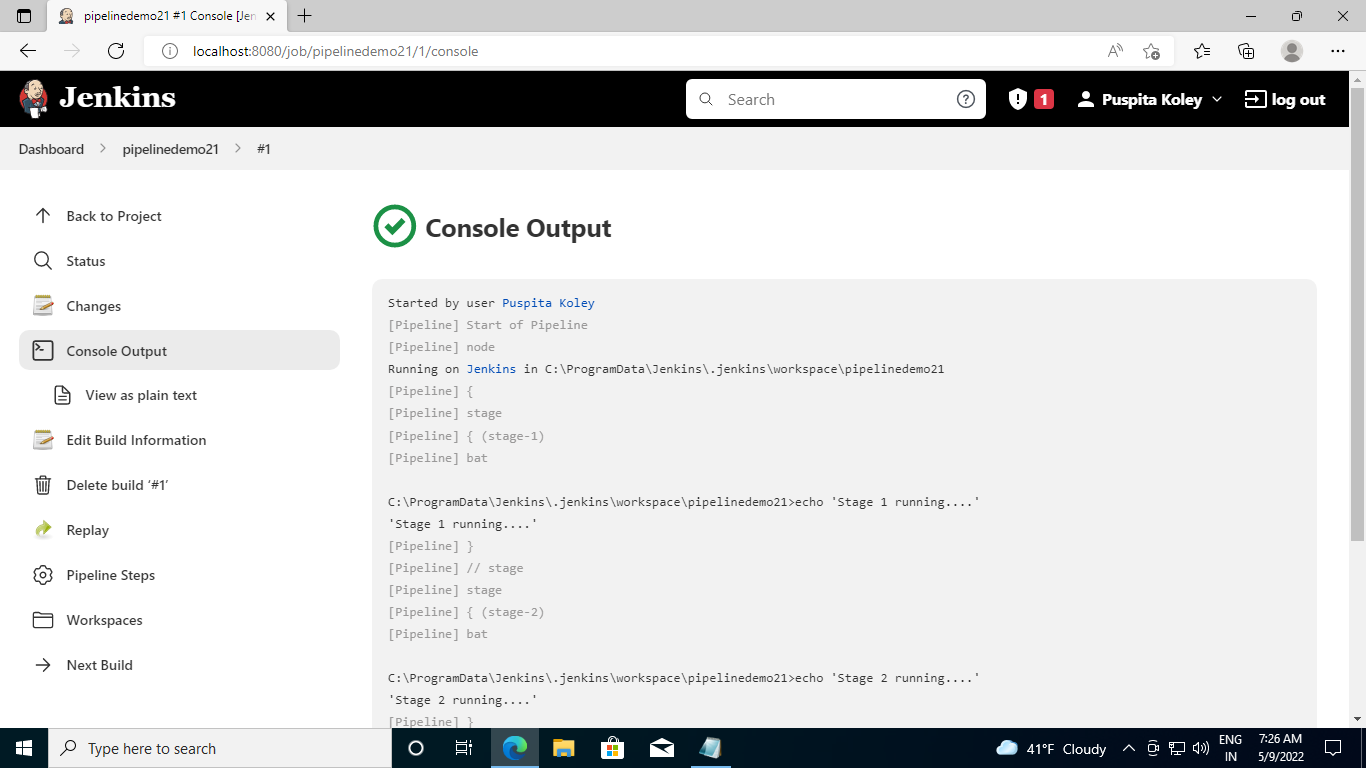 pipelinedemo21 #1 Console [Jen
localhost:8080/job/pipelinedemo21/1/console
Jenkins
Search
1
Puspita Koley
log out
Dashboard
pipelinedemo21
#1
Back to Project
Status
Changes
Console Output
View as plain text
Edit Build Information
Delete build ‘#1’
Replay
Pipeline Steps
Workspaces
Next Build
Console Output
Started by user Puspita Koley
[Pipeline] Start of Pipeline
[Pipeline] node
Running on Jenkins in C:\ProgramData\Jenkins\.jenkins\workspace\pipelinedemo21
[Pipeline] {
[Pipeline] stage
[Pipeline] { (stage-1)
[Pipeline] bat
C:\ProgramData\Jenkins\.jenkins\workspace\pipelinedemo21>echo 'Stage 1 running....'
'Stage 1 running....'
[Pipeline] }
[Pipeline] // stage
[Pipeline] stage
[Pipeline] { (stage-2)
[Pipeline] bat
C:\ProgramData\Jenkins\.jenkins\workspace\pipelinedemo21>echo 'Stage 2 running....'
'Stage 2 running....'
[Pipeline] }
Type here to search
41°F Cloudy
ENG
IN
7:26 AM
5/9/2022